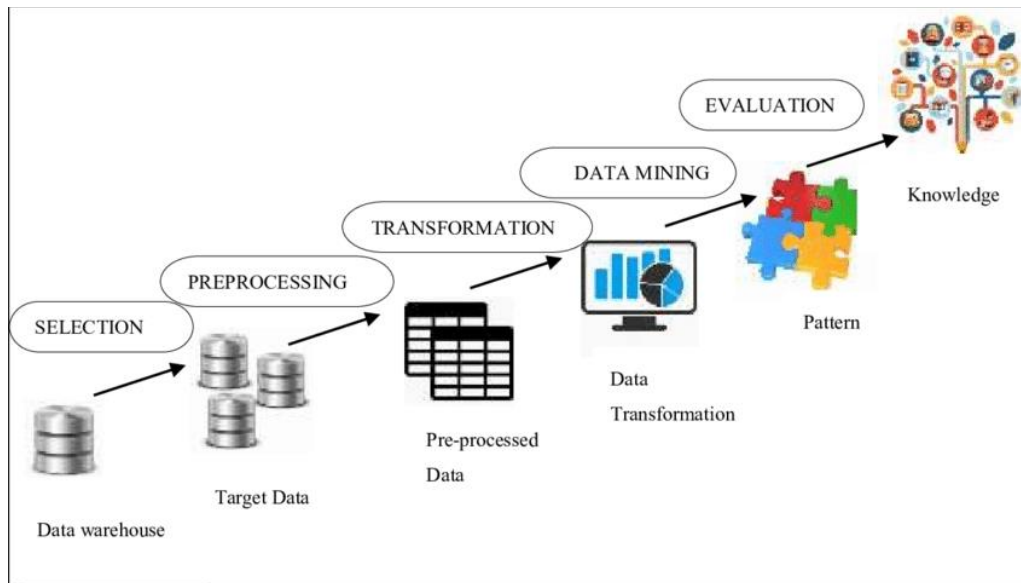 EVALUATION
Knowledge
DATA MINING
Pattern
TRANSFORMATION
Data
Transformation
PREPROCESSING
Pre-processed
Data
SELECTION
Target Data
Data warehouse